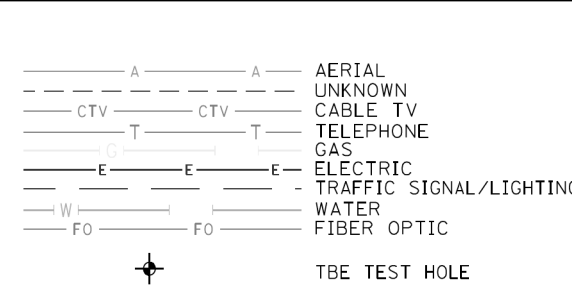 A A AERIAL
UNKNOWN
CTV CTV CABLE TV
T T TELEPHONE
G GAS
E E E ELECTRIC
TRAFFIC SIGNAL/LIGHTING
W WATER
FO FO FIBER OPTIC
TBE TEST HOLE